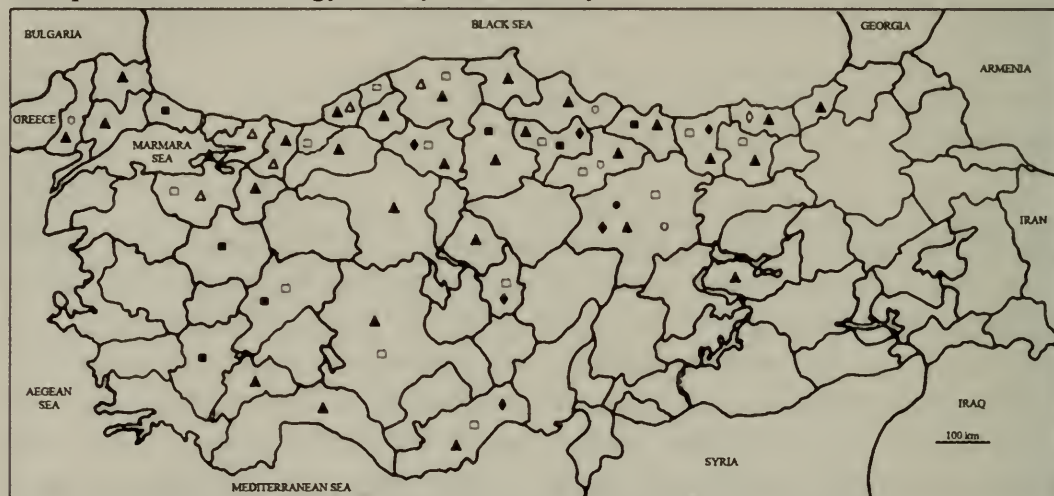 BLACK SEA
BULGARIA
GEORGIA
ARMENIA
GREECE
MARMARA
SEA
IRAN
AEGEAN
SEA
IRAQ
100 km
SYRIA
MEDITERRANEAN SEA